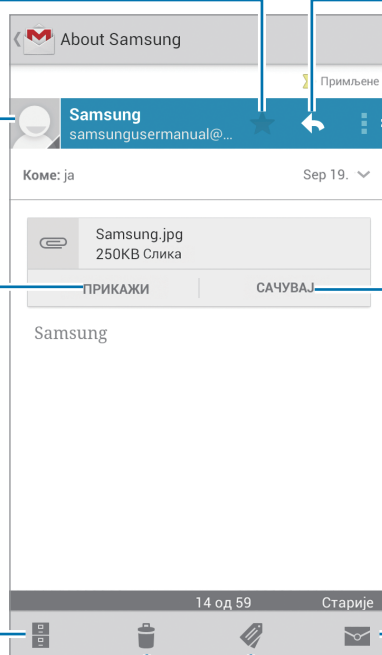 About Samsung
Примљене
Samsung
samsungusermanual@...
Коме: ја
Sep 19.
Samsung.jpg
250KB Слика
ПРИКАЖИ
САЧУВАЈ
Samsung
14 од 59
Старије